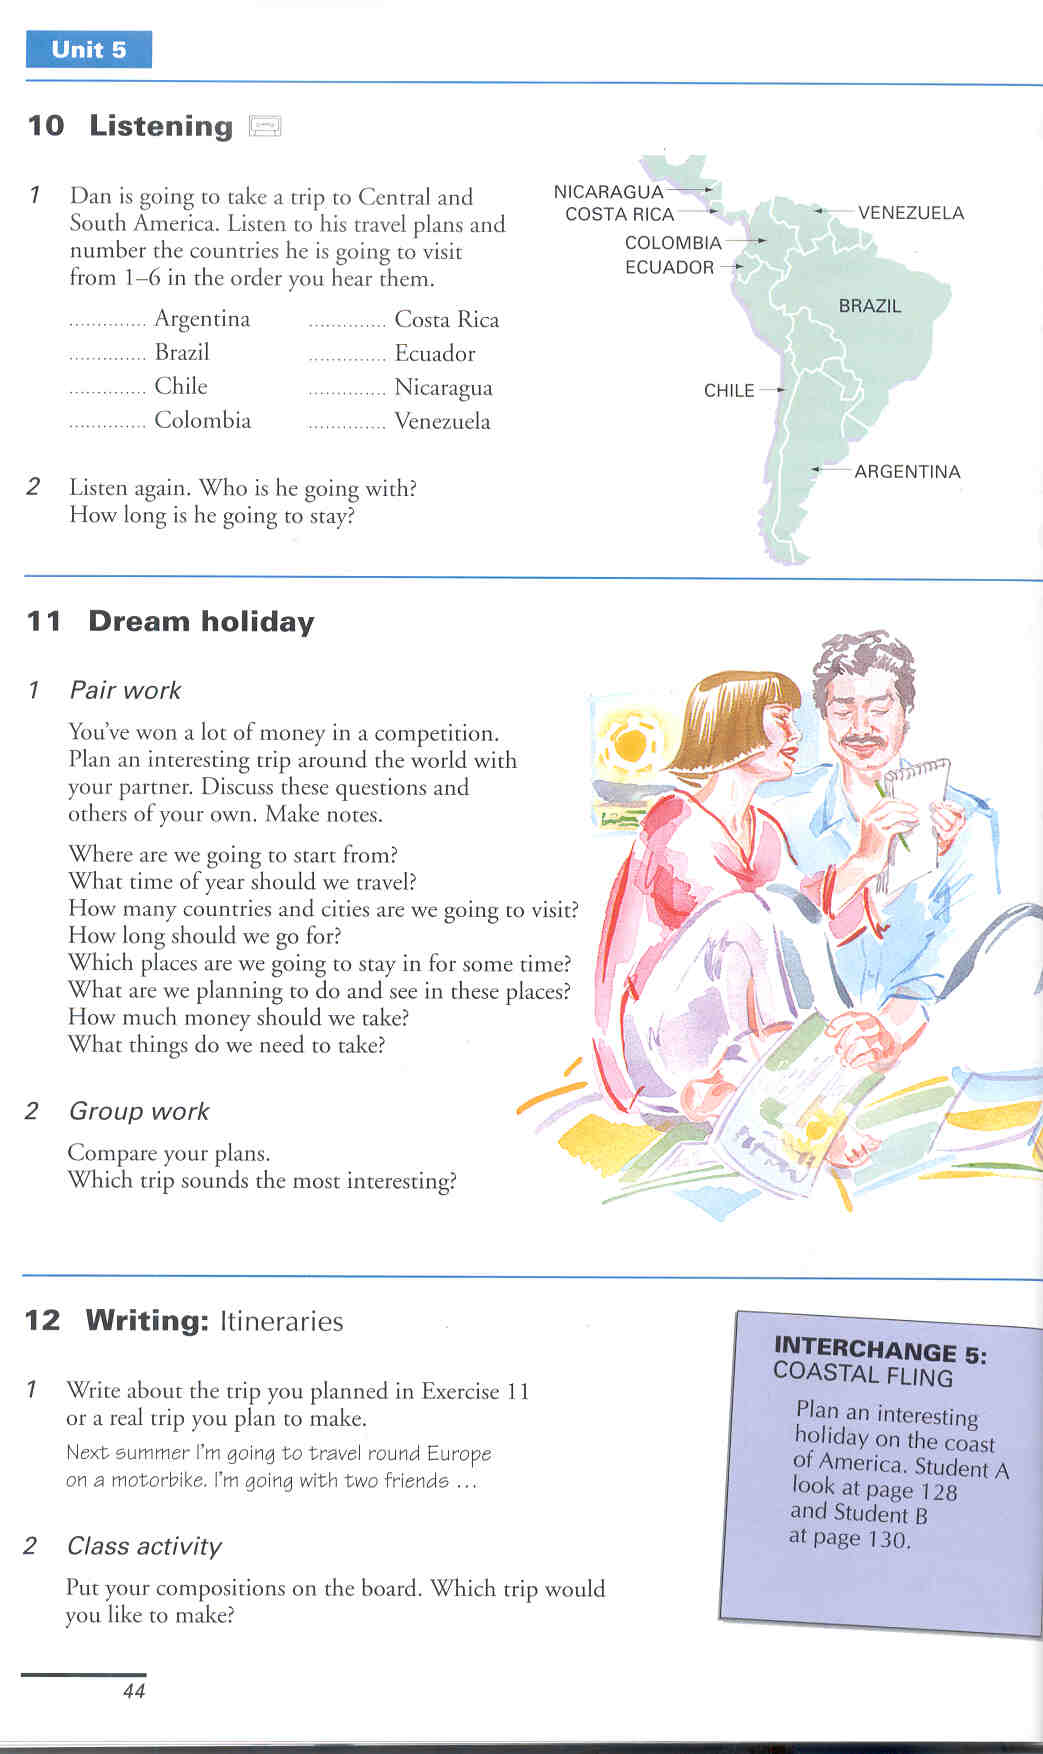 Unit 5
10 Listening
1 Dan is going to take a trip to Central and
South America. Listen to his travel plans and
number the countries he is going to visit
from 1–6 in the order you hear them.
.............. Argentina .............. Costa Rica
.............. Brazil .............. Ecuador
.............. Chile .............. Nicaragua
.............. Colombia .............. Venezuela
2 Listen again. Who is he going with?
How long is he going to stay?
NICARAGUA
COSTA RICA
VENEZUELA
COLOMBIA
ECUADOR
BRAZIL
CHILE
ARGENTINA
11 Dream holiday
1 Pair work
You've won a lot of money in a competition.
Plan an interesting trip around the world with
your partner. Discuss these questions and
others of your own. Make notes.
Where are we going to start from?
What time of year should we travel?
How many countries and cities are we going to visit?
How long should we go for?
Which places are we going to stay in for some time?
What are we planning to do and see in these places?
How much money should we take?
What things do we need to take?
2 Group work
Compare your plans.
Which trip sounds the most interesting?
12 Writing: Itineraries
1 Write about the trip you planned in Exercise 11
or a real trip you plan to make.
Next summer I'm going to travel round Europe
on a motorbike. I'm going with two friends ...
2 Class activity
Put your compositions on the board. Which trip would
you like to make?
INTERCHANGE 5:
COASTAL FLING
Plan an interesting
holiday on the coast
of America. Student A
look at page 128
and Student B
at page 130.
44